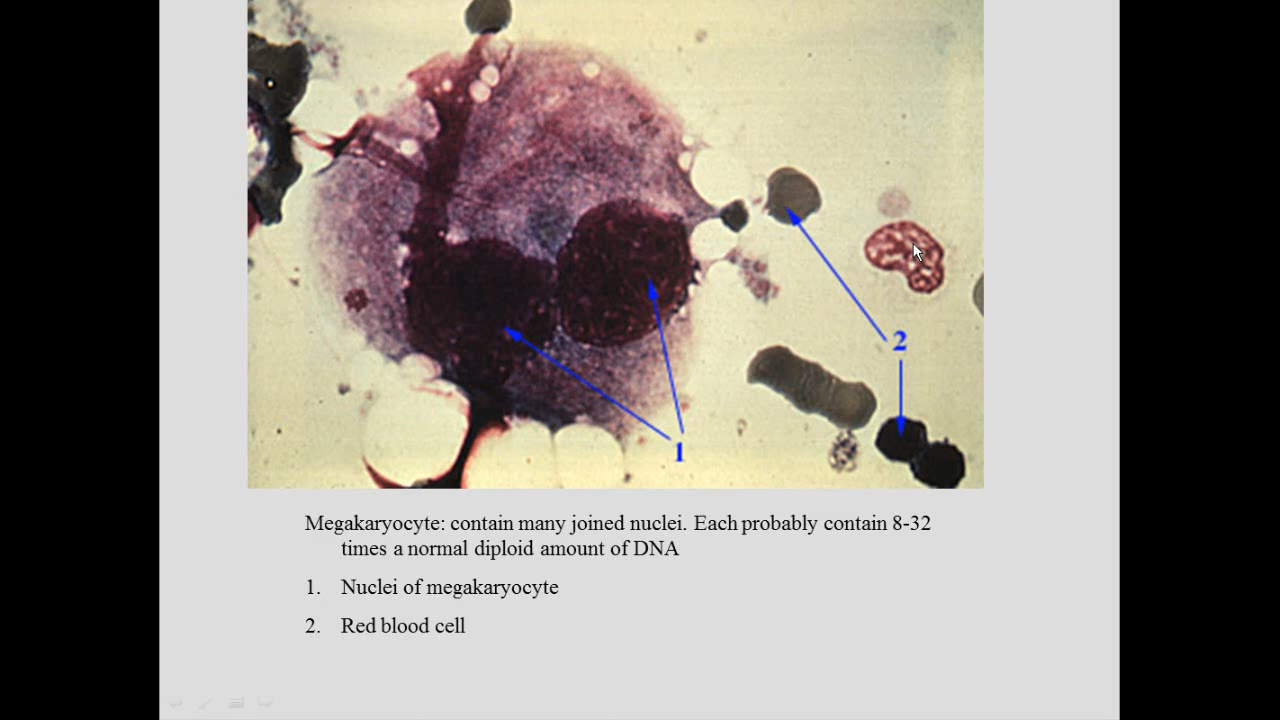 2
1
Megakaryocyte: contain many joined nuclei. Each probably contain 8-32
times a normal diploid amount of DNA
1. Nuclei of megakaryocyte
2. Red blood cell